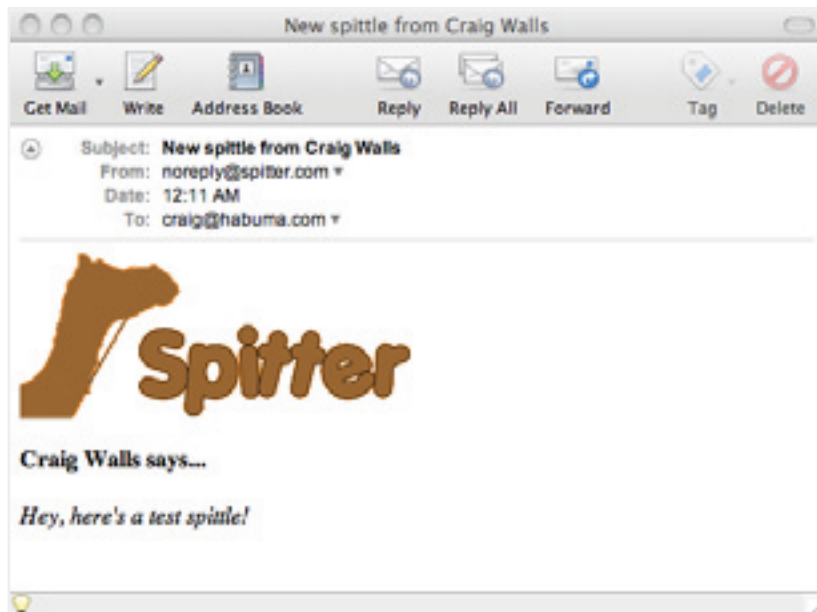 New spittle from Craig Walls
Get Mail Write Address Book Reply Reply All Forward Tag Delete
Subject: New spittle from Craig Walls
From: noreply@spitter.com
Date: 12:11 AM
To: craig@habuma.com
Spitter
Craig Walls says...
Hey, here's a test spittle!